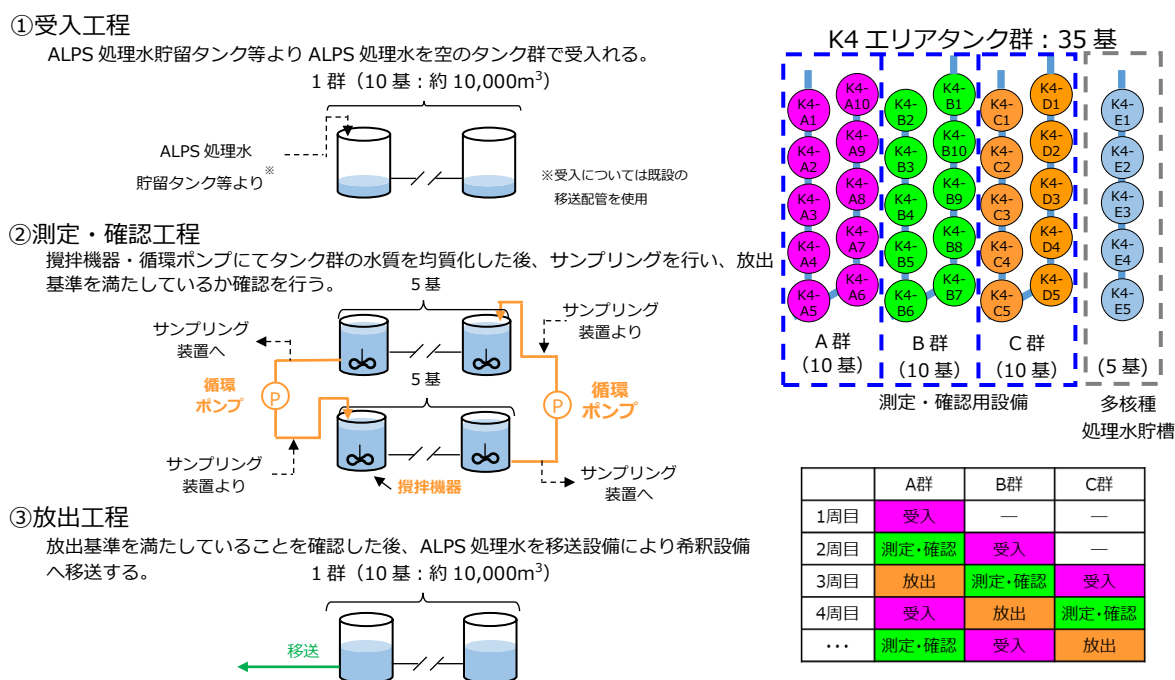 ①受入工程
ALPS 処理水貯留タンク等より ALPS 処理水を空のタンク群で受入れる。
1 群（10 基：約 10,000m³）
ALPS 処理水
貯留タンク等より※
※受入については既設の
移送配管を使用
②測定・確認工程
攪拌機器・循環ポンプにてタンク群の水質を均質化した後、サンプリングを行い、放出
基準を満たしているか確認を行う。
5 基
サンプリング
装置へ
サンプリング
装置より
循環
ポンプ
P
5 基
P
循環
ポンプ
サンプリング
装置より
攪拌機器
サンプリング
装置へ
③放出工程
放出基準を満たしていることを確認した後、ALPS 処理水を移送設備により希釈設備
へ移送する。
1 群（10 基：約 10,000m³）
移送
K4 エリアタンク群：35 基
K4-
A1
K4-
A2
K4-
A3
K4-
A4
K4-
A5
K4-
A10
K4-
A9
K4-
A8
K4-
A7
K4-
A6
K4-
B2
K4-
B3
K4-
B4
K4-
B5
K4-
B6
K4-
B1
K4-
B10
K4-
B9
K4-
B8
K4-
B7
K4-
C1
K4-
C2
K4-
C3
K4-
C4
K4-
C5
K4-
D1
K4-
D2
K4-
D3
K4-
D4
K4-
D5
K4-
E1
K4-
E2
K4-
E3
K4-
E4
K4-
E5
A 群
(10 基)
B 群
(10 基)
C 群
(10 基)
(5 基)
測定・確認用設備
多核種
処理水貯槽
A群 B群 C群
1周目 受入 ― ―
2周目 測定・確認 受入 ―
3周目 放出 測定・確認 受入
4周目 受入 放出 測定・確認
・・・ 測定・確認 受入 放出